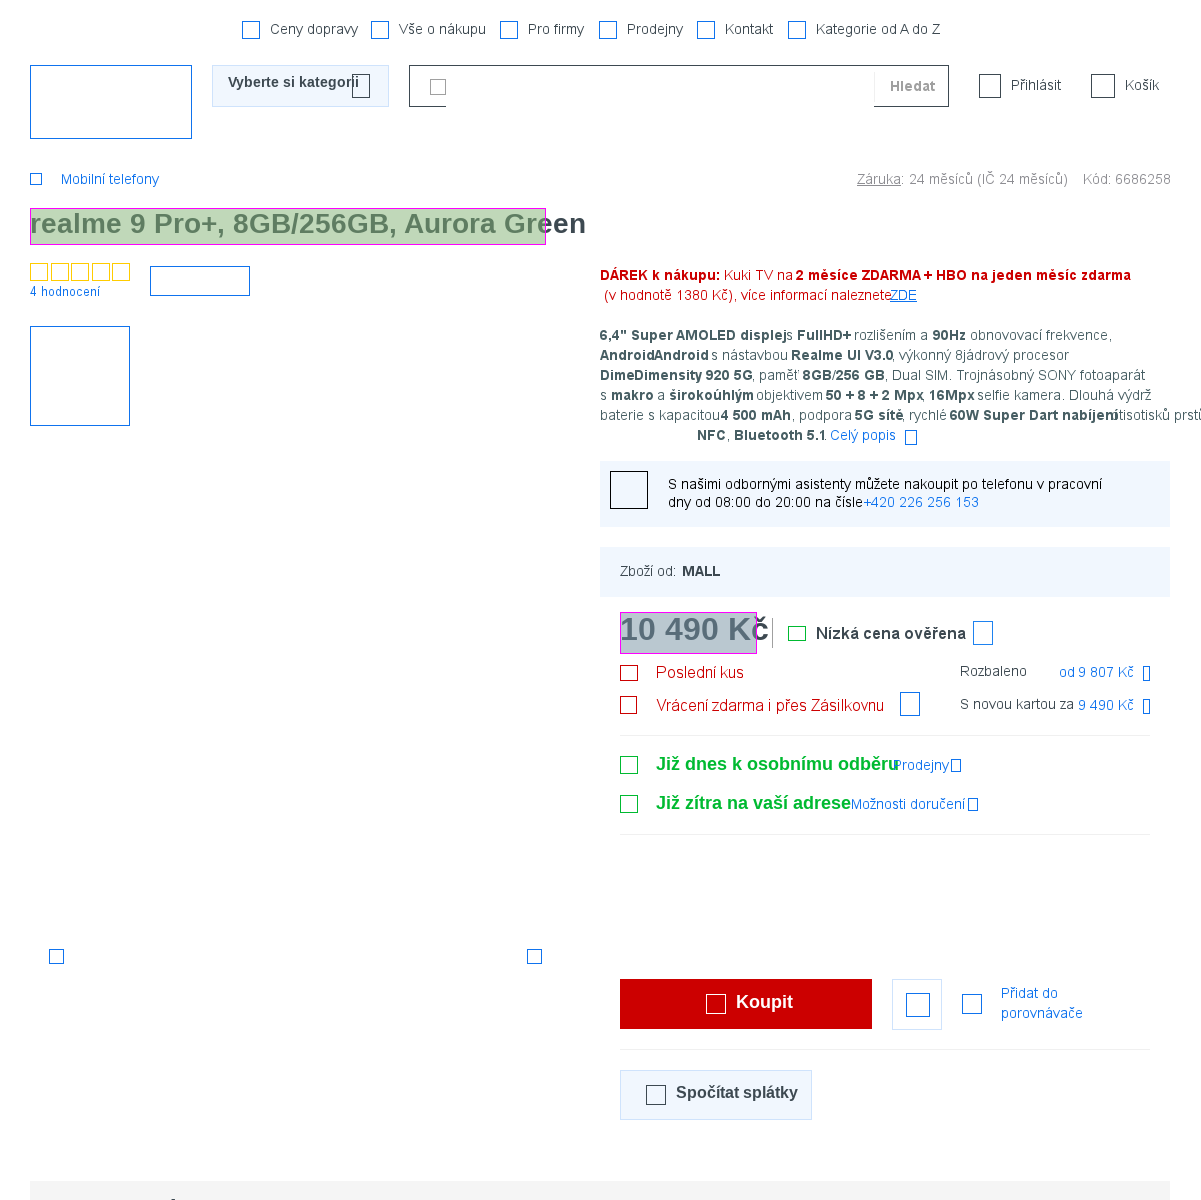 Ceny dopravy Vše o nákupu Pro firmy Prodejny Kontakt Kategorie od A do Z
Vyberte si kategorii Hledat Přihlásit Košík
Mobilní telefony Záruka: 24 měsíců (IČ 24 měsíců) Kód: 6686258
realme 9 Pro+, 8GB/256GB, Aurora Green
4 hodnocení
DÁREK k nákupu: Kuki TV na 2 měsíce ZDARMA + HBO na jeden měsíc zdarma
(v hodnotě 1380 Kč), více informací naleznete ZDE
6,4" Super AMOLED displej s FullHD+ rozlišením a 90Hz obnovovací frekvence,
AndroidAndroid s nástavbou Realme UI V3.0, výkonný 8jádrový procesor
DimeDimensity 920 5G, paměť 8GB/256 GB, Dual SIM. Trojnásobný SONY fotoaparát
s makro a širokoúhlým objektivem 50 + 8 + 2 Mpx, 16Mpx selfie kamera. Dlouhá výdrž
baterie s kapacitou 4 500 mAh, podpora 5G sítě, rychlé 60W Super Dart nabíjení otisků prstů
NFC, Bluetooth 5.1. Celý popis
S našimi odbornými asistenty můžete nakoupit po telefonu v pracovní
dny od 08:00 do 20:00 na čísle +420 226 256 153
Zboží od: MALL
10 490 Kč Nízká cena ověřena
Poslední kus Rozbaleno od 9 807 Kč
Vrácení zdarma i přes Zásilkovnu S novou kartou za 9 490 Kč
Již dnes k osobnímu odběru Prodejny
Již zítra na vaší adrese Možnosti doručení
Koupit Přidat do
porovnávače
Spočítat splátky